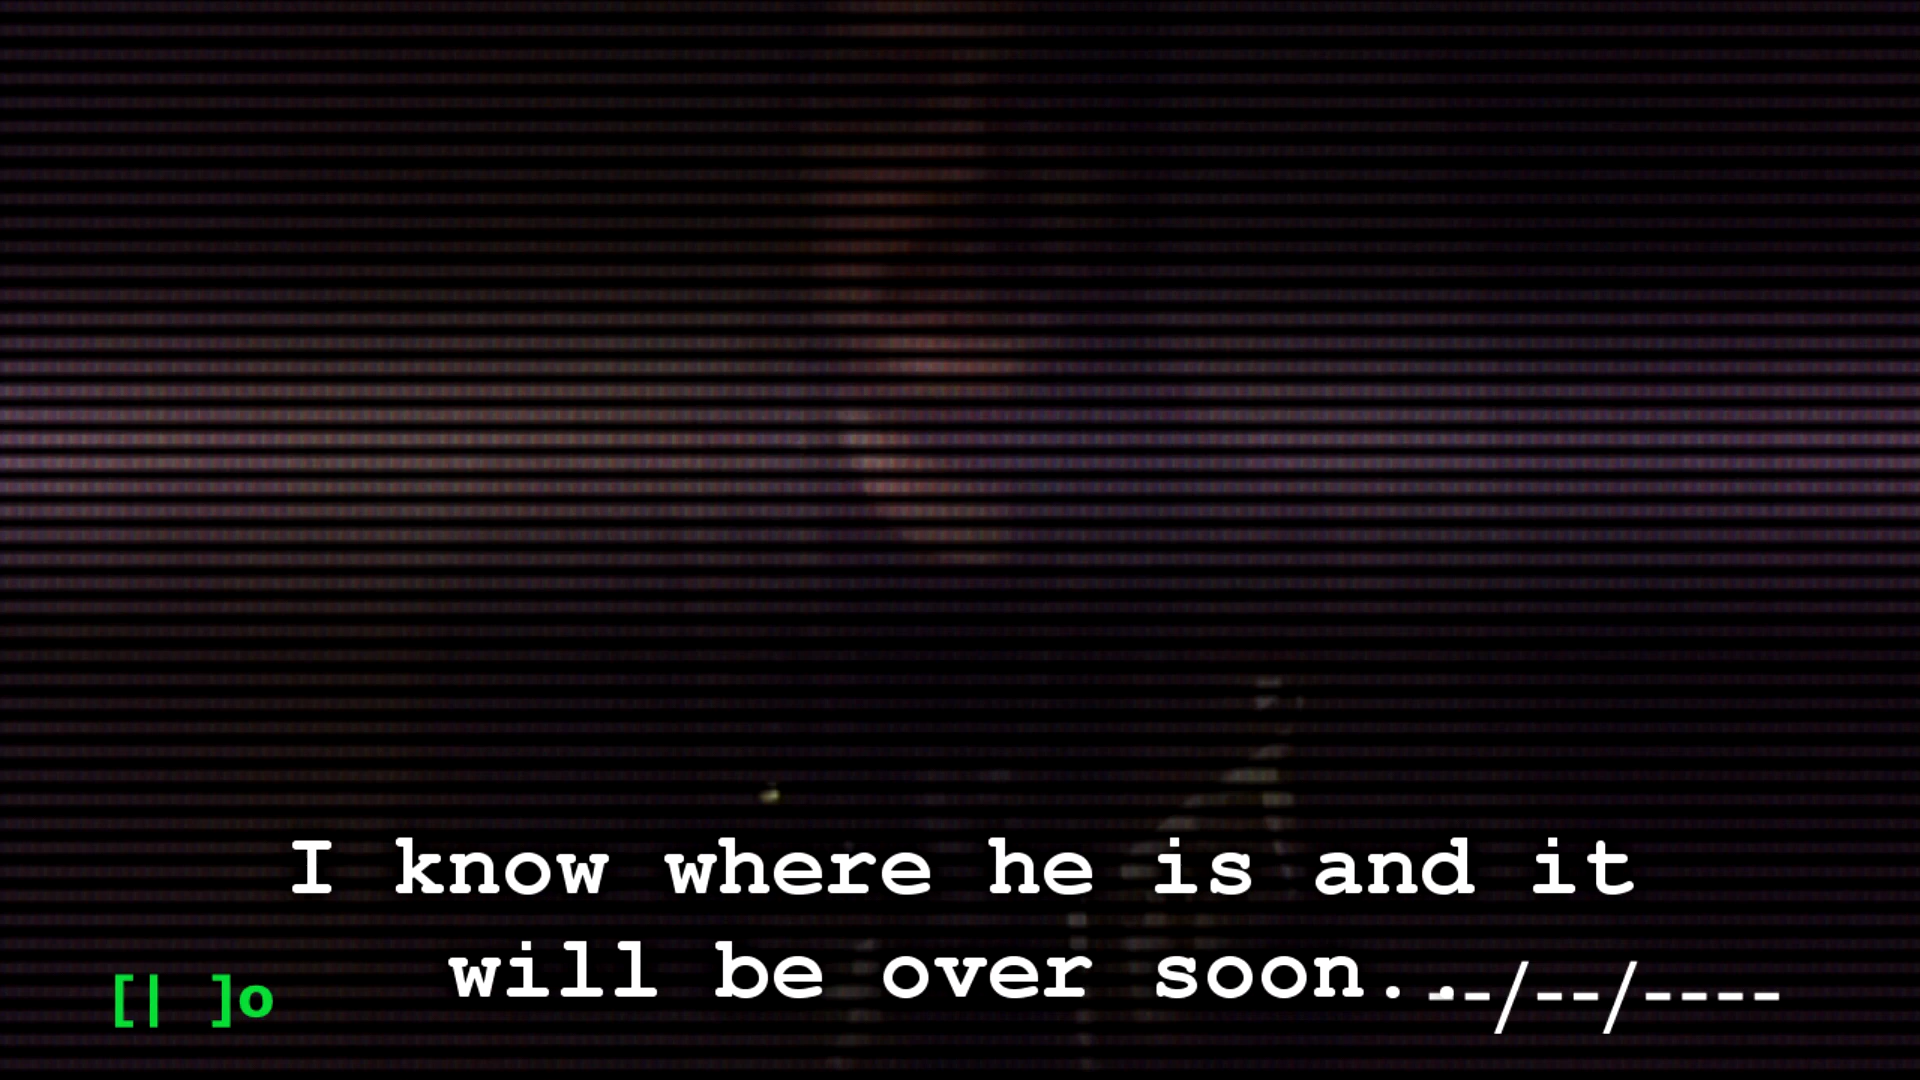 I know where he is and it
will be over soon..
[| ]o
--/--/----